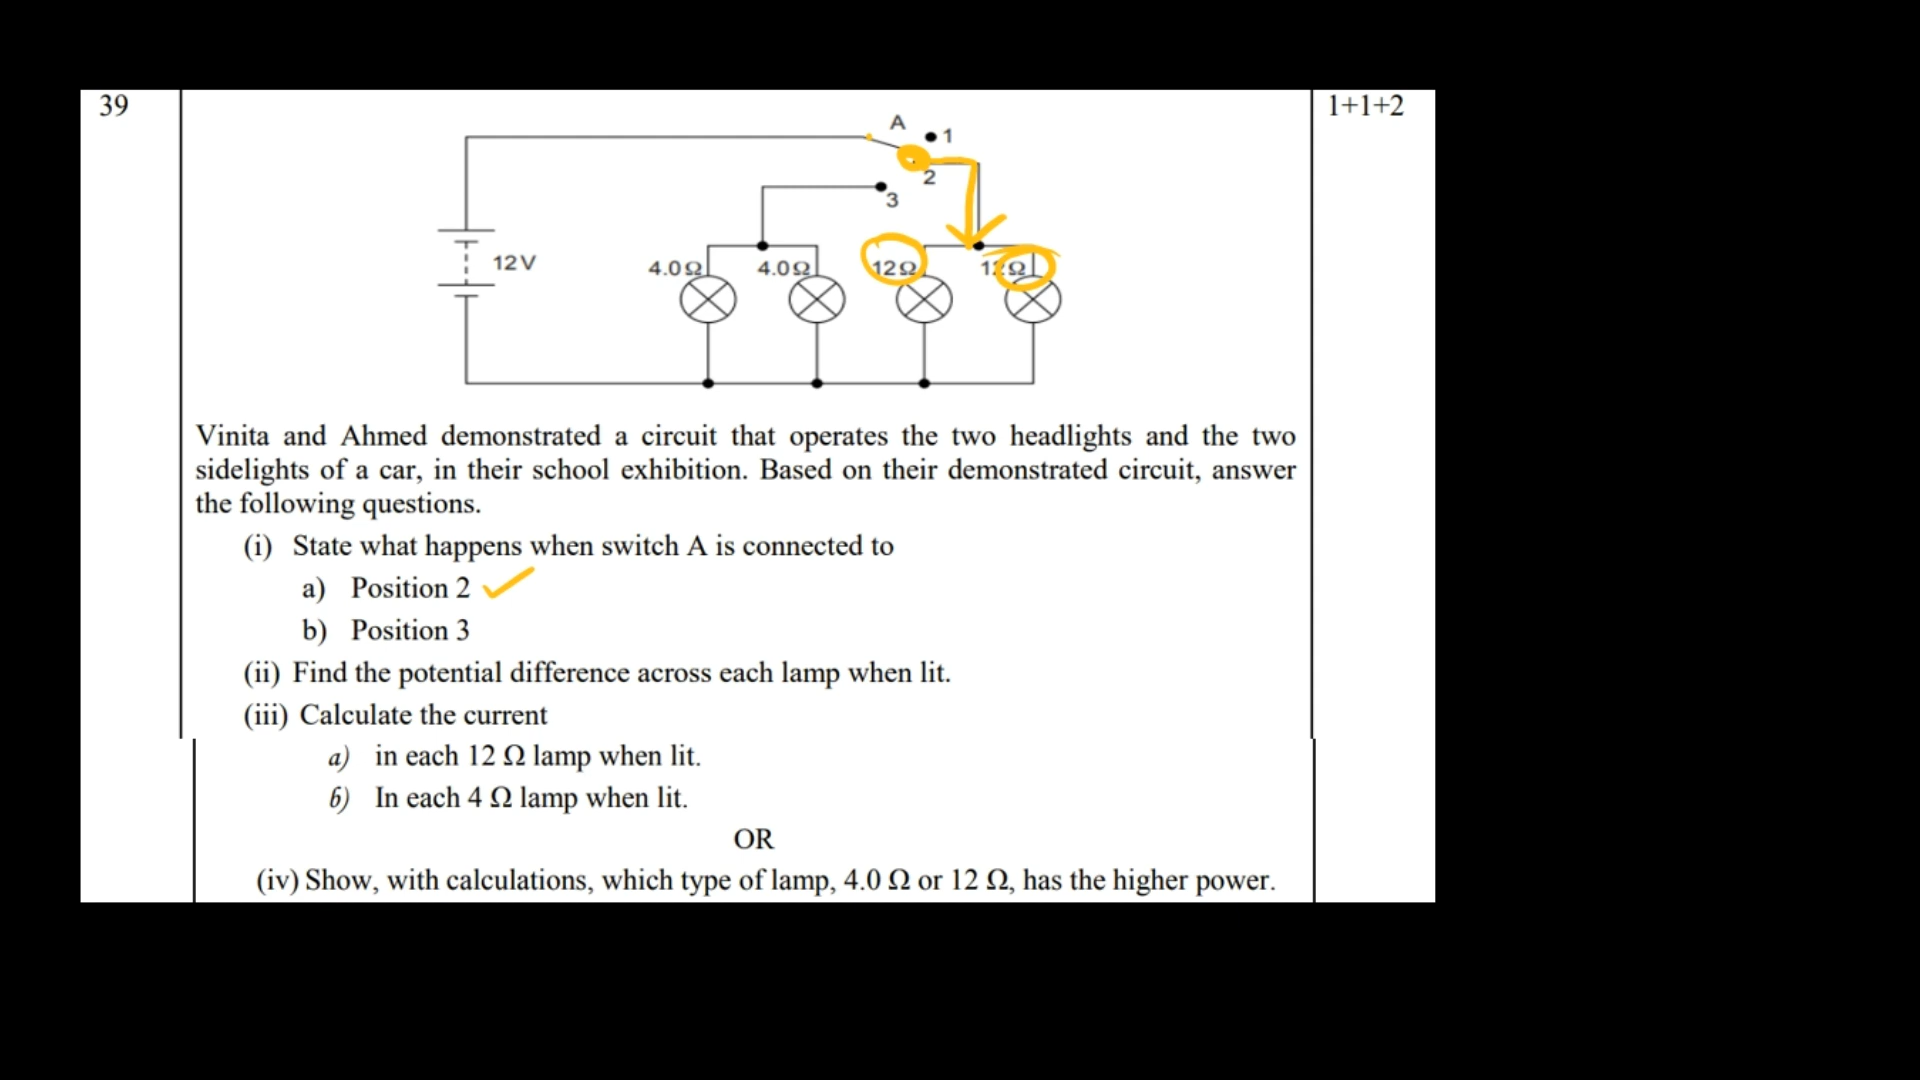 39
1+1+2
A
1
2
3
12V
4.0Ω
4.0Ω
12Ω
12Ω
Vinita and Ahmed demonstrated a circuit that operates the two headlights and the two
sidelights of a car, in their school exhibition. Based on their demonstrated circuit, answer
the following questions.
(i) State what happens when switch A is connected to
a) Position 2
b) Position 3
(ii) Find the potential difference across each lamp when lit.
(iii) Calculate the current
a) in each 12 Ω lamp when lit.
б) In each 4 Ω lamp when lit.
OR
(iv) Show, with calculations, which type of lamp, 4.0 Ω or 12 Ω, has the higher power.